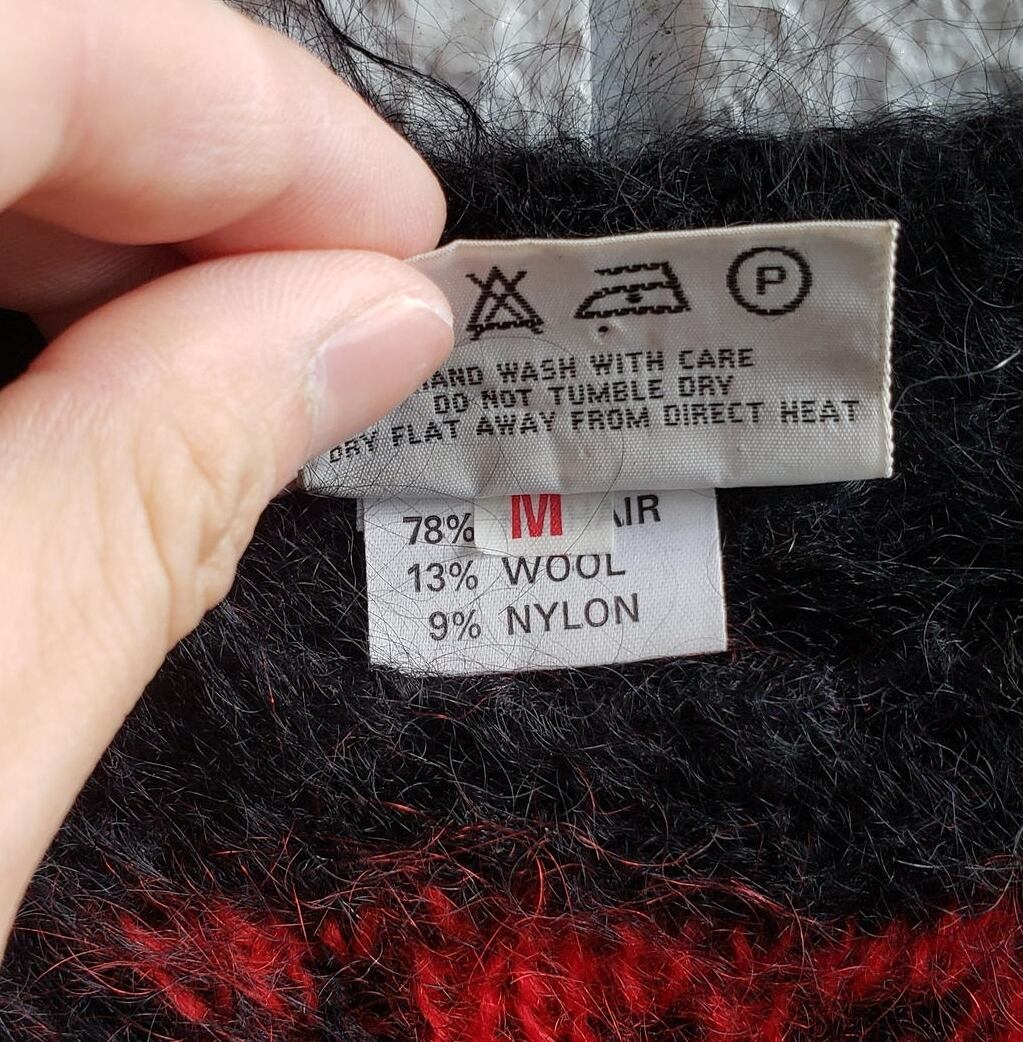 P
HAND WASH WITH CARE
DO NOT TUMBLE DRY
DRY FLAT AWAY FROM DIRECT HEAT
M
78% AIR
13% WOOL
9% NYLON